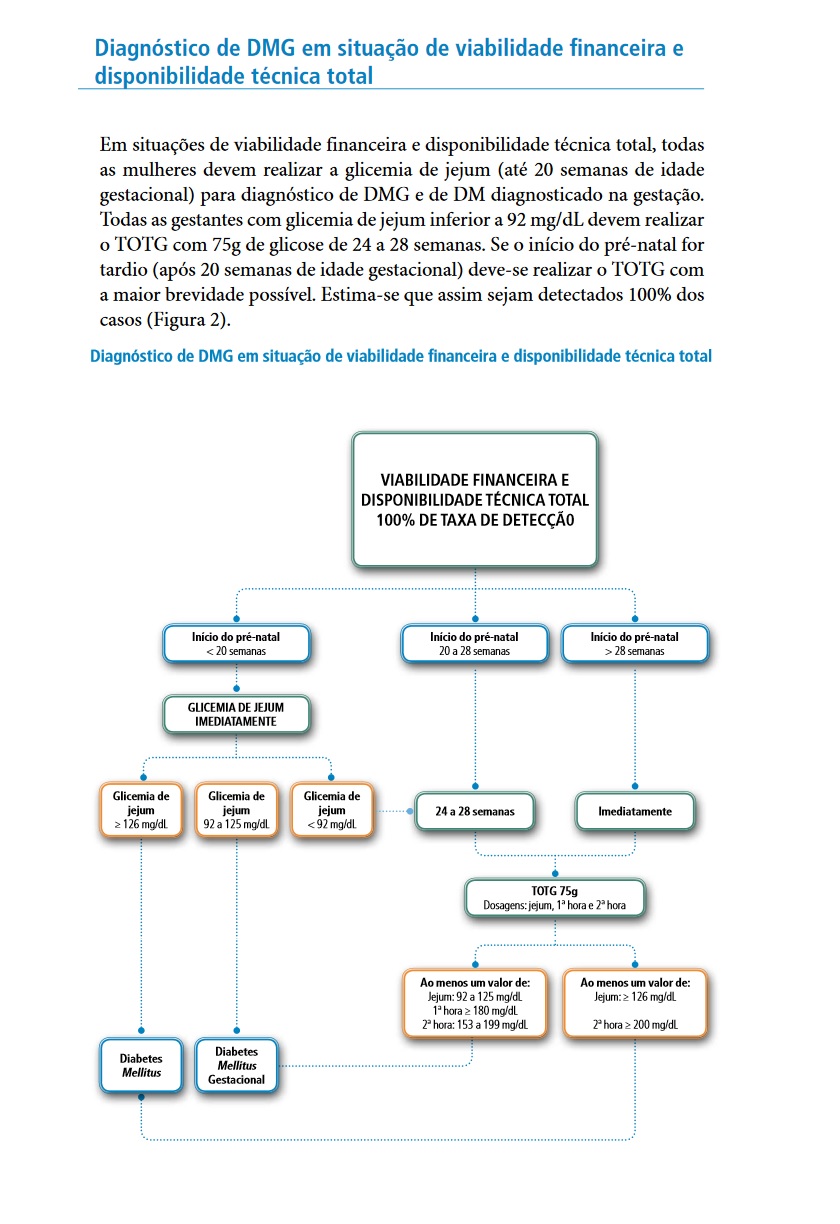 Diagnóstico de DMG em situação de viabilidade financeira e
disponibilidade técnica total
Em situações de viabilidade financeira e disponibilidade técnica total, todas
as mulheres devem realizar a glicemia de jejum (até 20 semanas de idade
gestacional) para diagnóstico de DMG e de DM diagnosticado na gestação.
Todas as gestantes com glicemia de jejum inferior a 92 mg/dL devem realizar
o TOTG com 75g de glicose de 24 a 28 semanas. Se o início do pré-natal for
tardio (após 20 semanas de idade gestacional) deve-se realizar o TOTG com
a maior brevidade possível. Estima-se que assim sejam detectados 100% dos
casos (Figura 2).
Diagnóstico de DMG em situação de viabilidade financeira e disponibilidade técnica total
VIABILIDADE FINANCEIRA E
DISPONIBILIDADE TÉCNICA TOTAL
100% DE TAXA DE DETECÇÃ0
Início do pré-natal
< 20 semanas
Início do pré-natal
20 a 28 semanas
Início do pré-natal
> 28 semanas
GLICEMIA DE JEJUM
IMEDIATAMENTE
Glicemia de
jejum
≥ 126 mg/dL
Glicemia de
jejum
92 a 125 mg/dL
Glicemia de
jejum
< 92 mg/dL
24 a 28 semanas
Imediatamente
TOTG 75g
Dosagens: jejum, 1ª hora e 2ª hora
Ao menos um valor de:
Jejum: 92 a 125 mg/dL
1ª hora ≥ 180 mg/dL
2ª hora: 153 a 199 mg/dL
Ao menos um valor de:
Jejum: ≥ 126 mg/dL
2ª hora ≥ 200 mg/dL
Diabetes
Mellitus
Diabetes
Mellitus
Gestacional